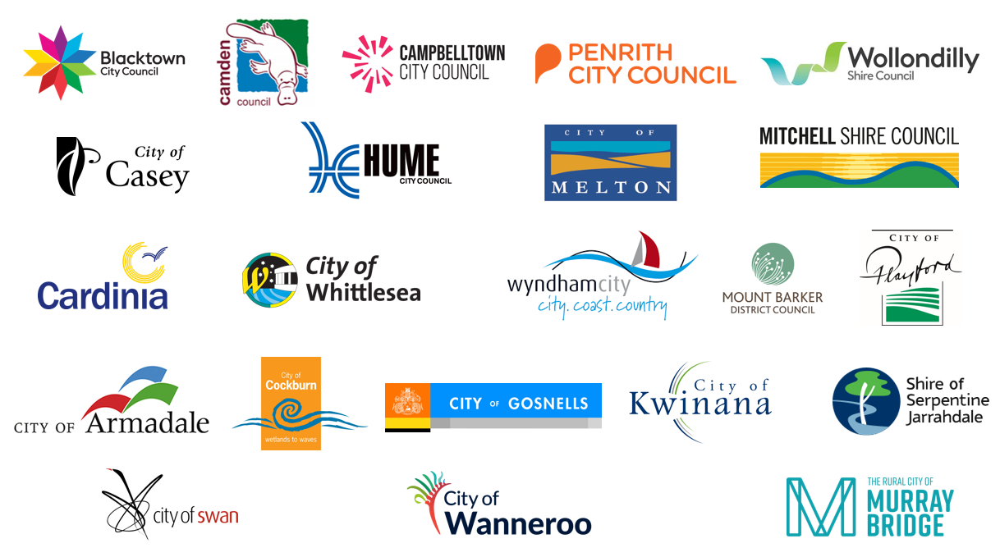 Blacktown
City Council
camden
council
CAMPBELLTOWN
CITY COUNCIL
PENRITH
CITY COUNCIL
Wollondilly
Shire Council
City of
Casey
HUME
CITY COUNCIL
CITY OF
MELTON
MITCHELL SHIRE COUNCIL
Cardinia
City of
Whittlesea
wyndhamcity
city. coast. country
MOUNT BARKER
DISTRICT COUNCIL
CITY OF
Playford
CITY OF Armadale
City of
Cockburn
wetlands to waves
CITY OF GOSNELLS
City of
Kwinana
Shire of
Serpentine
Jarrahdale
city of swan
City of
Wanneroo
THE RURAL CITY OF
MURRAY
BRIDGE